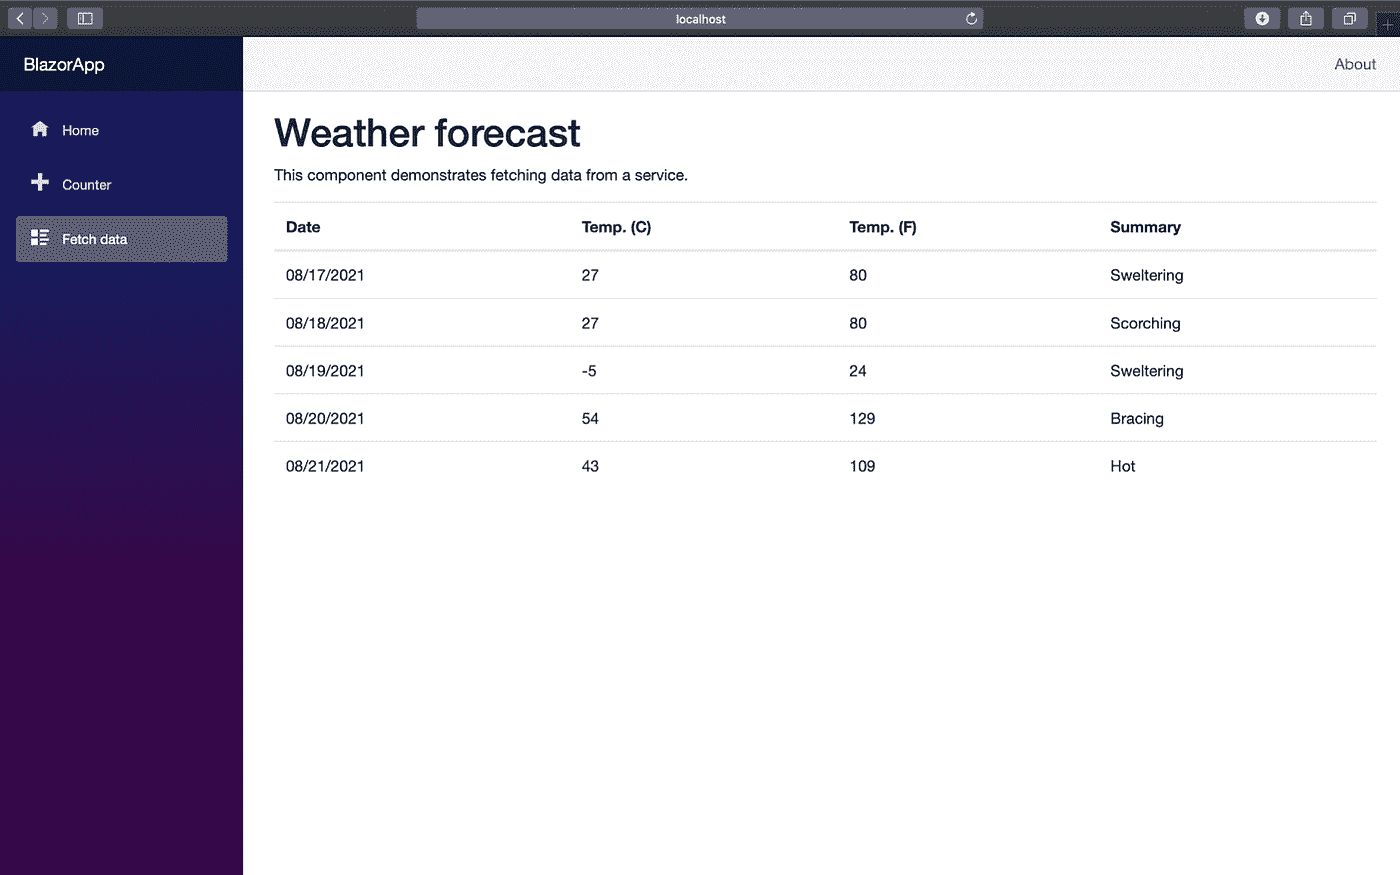 localhost
BlazorApp
About
Home
Counter
Fetch data
Weather forecast
This component demonstrates fetching data from a service.
Date Temp. (C) Temp. (F) Summary
08/17/2021 27 80 Sweltering
08/18/2021 27 80 Scorching
08/19/2021 -5 24 Sweltering
08/20/2021 54 129 Bracing
08/21/2021 43 109 Hot